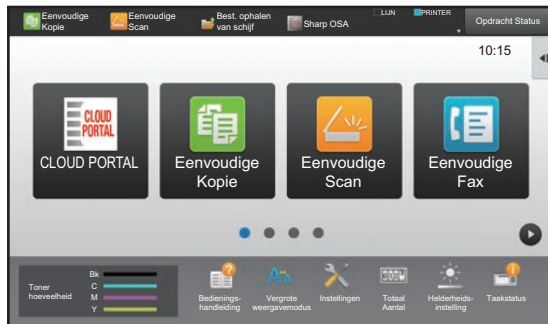 Eenvoudige
Kopie
Eenvoudige
Scan
Best. ophalen
van schijf
Sharp OSA
LIJN
PRINTER
Opdracht Status
10:15
CLOUD
PORTAL
CLOUD PORTAL
Eenvoudige
Kopie
Eenvoudige
Scan
Eenvoudige
Fax
Toner
hoeveelheid
Bk
C
M
Y
Bedienings-
handleiding
Vergrote
weergavemodus
Instellingen
Totaal
Aantal
Helderheids-
instelling
Taakstatus